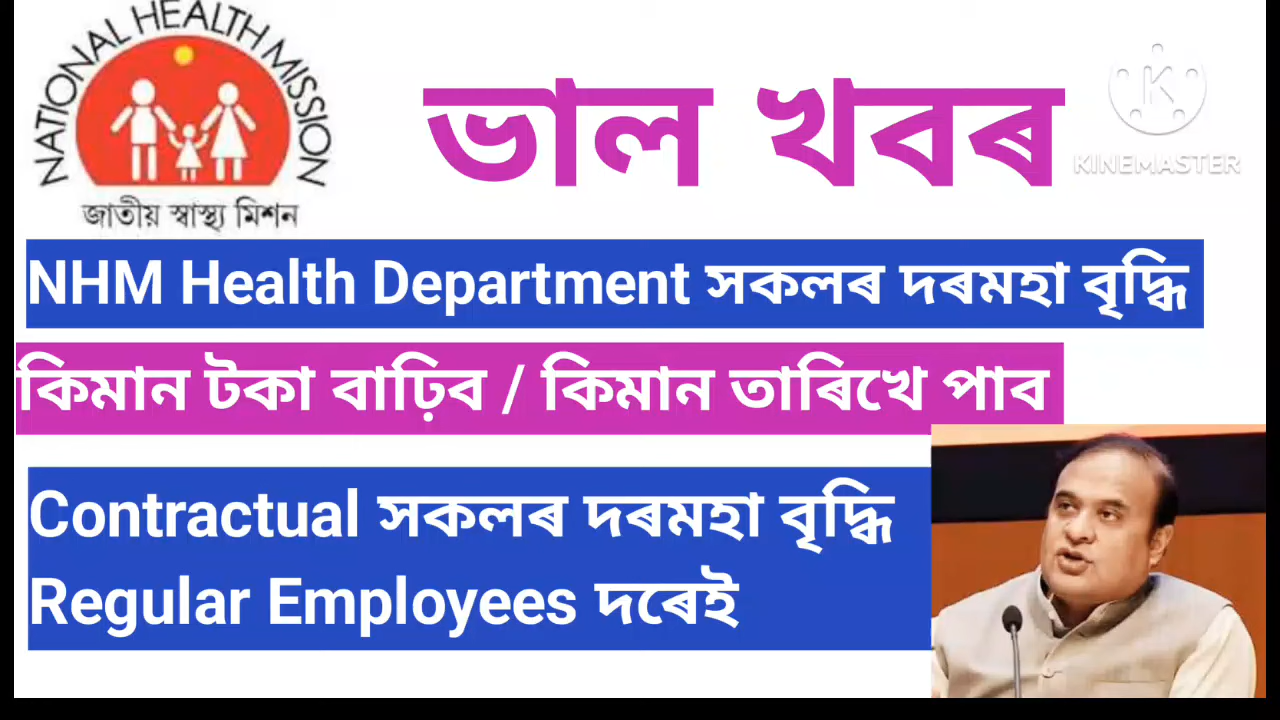 NATIONAL HEALTH MISSION
জাতীয় স্বাস্থ্য মিশন
ভাল খবৰ
KINEMASTER
NHM Health Department সকলৰ দৰমহা বৃদ্ধি
কিমান টকা বাঢ়িব / কিমান তাৰিখে পাব
Contractual সকলৰ দৰমহা বৃদ্ধি
Regular Employees দৰেই